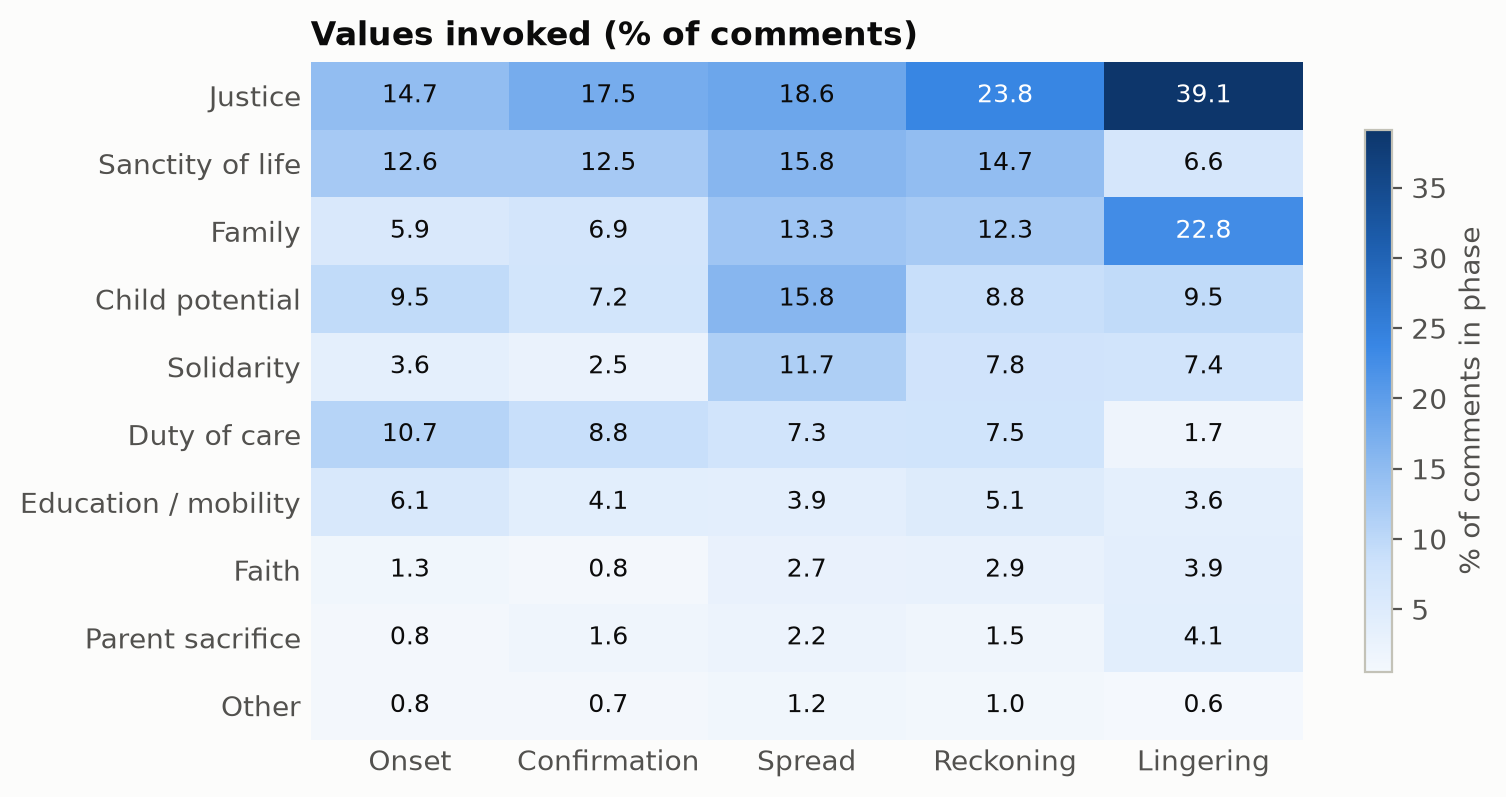 Values invoked (% of comments)
Justice 14.7 17.5 18.6 23.8 39.1
Sanctity of life 12.6 12.5 15.8 14.7 6.6
Family 5.9 6.9 13.3 12.3 22.8
Child potential 9.5 7.2 15.8 8.8 9.5
Solidarity 3.6 2.5 11.7 7.8 7.4
Duty of care 10.7 8.8 7.3 7.5 1.7
Education / mobility 6.1 4.1 3.9 5.1 3.6
Faith 1.3 0.8 2.7 2.9 3.9
Parent sacrifice 0.8 1.6 2.2 1.5 4.1
Other 0.8 0.7 1.2 1.0 0.6
Onset Confirmation Spread Reckoning Lingering
35
30
25
20
15
10
5
% of comments in phase